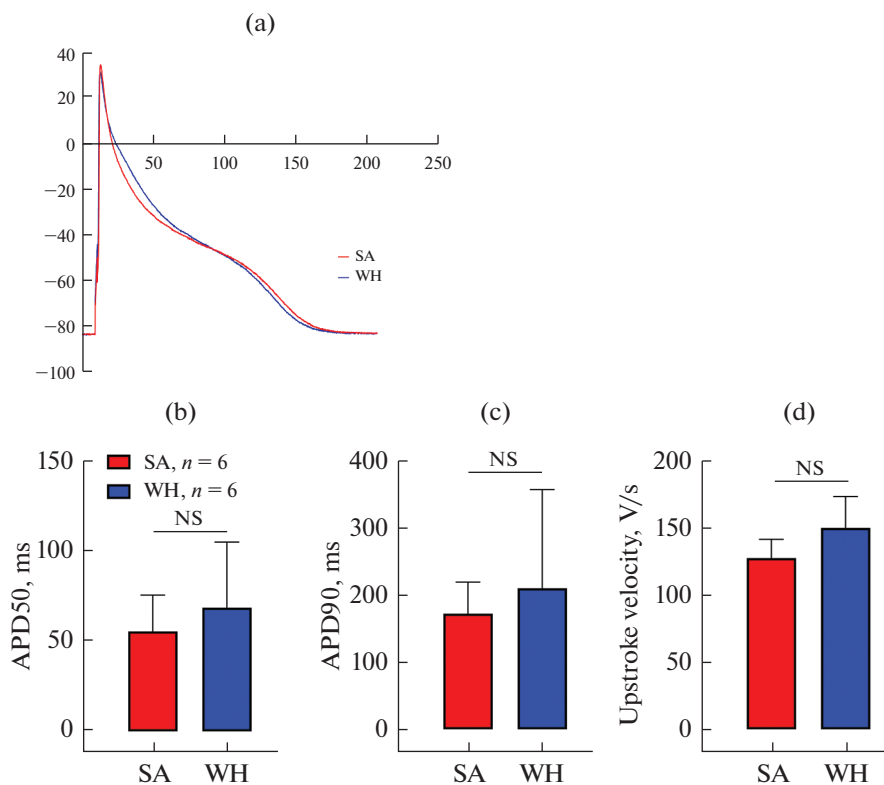 (a)
40
20
0
−20
−40
−60
−80
−100
50 100 150 200 250
SA
WH
(b)
150
100
50
0
APD50, ms
SA, n = 6
WH, n = 6
NS
SA WH
(c)
400
300
200
100
0
APD90, ms
NS
SA WH
(d)
200
150
100
50
0
Upstroke velocity, V/s
NS
SA WH